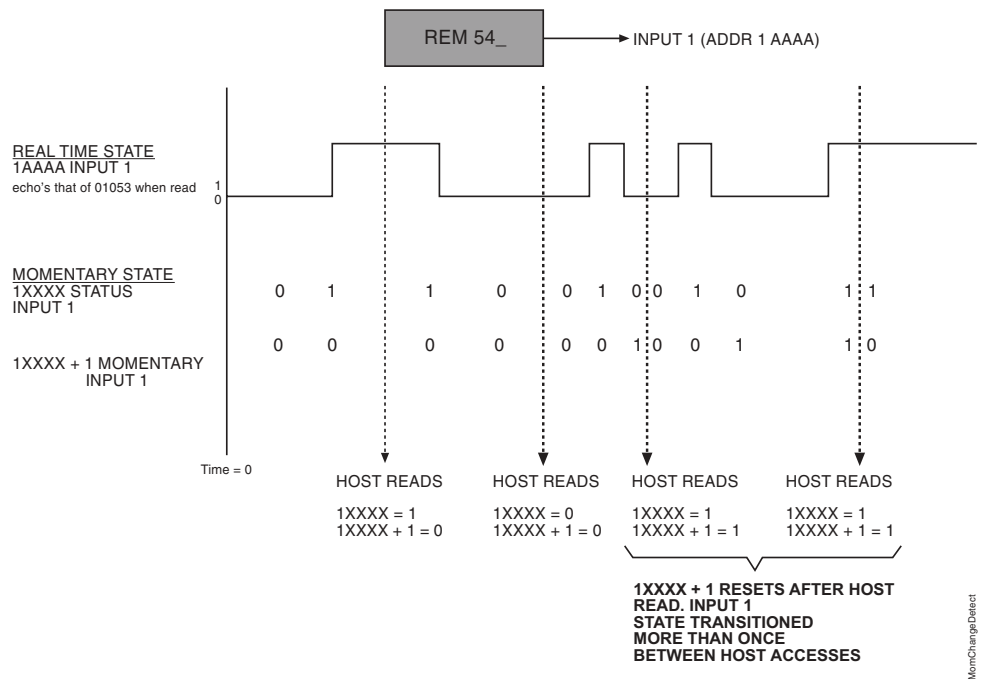 REM 54_
INPUT 1 (ADDR 1 AAAA)
REAL TIME STATE
1AAAA INPUT 1
echo's that of 01053 when read
1
0
MOMENTARY STATE
1XXXX STATUS
INPUT 1
0 1 1 0 0 1 0 0 1 0 1 1
1XXXX + 1 MOMENTARY
INPUT 1
0 0 0 0 0 0 1 0 0 1 1 0
Time = 0
HOST READS HOST READS HOST READS HOST READS
1XXXX = 1 1XXXX = 0 1XXXX = 1 1XXXX = 1
1XXXX + 1 = 0 1XXXX + 1 = 0 1XXXX + 1 = 1 1XXXX + 1 = 1
1XXXX + 1 RESETS AFTER HOST
READ. INPUT 1
STATE TRANSITIONED
MORE THAN ONCE
BETWEEN HOST ACCESSES
MomChangeDetect